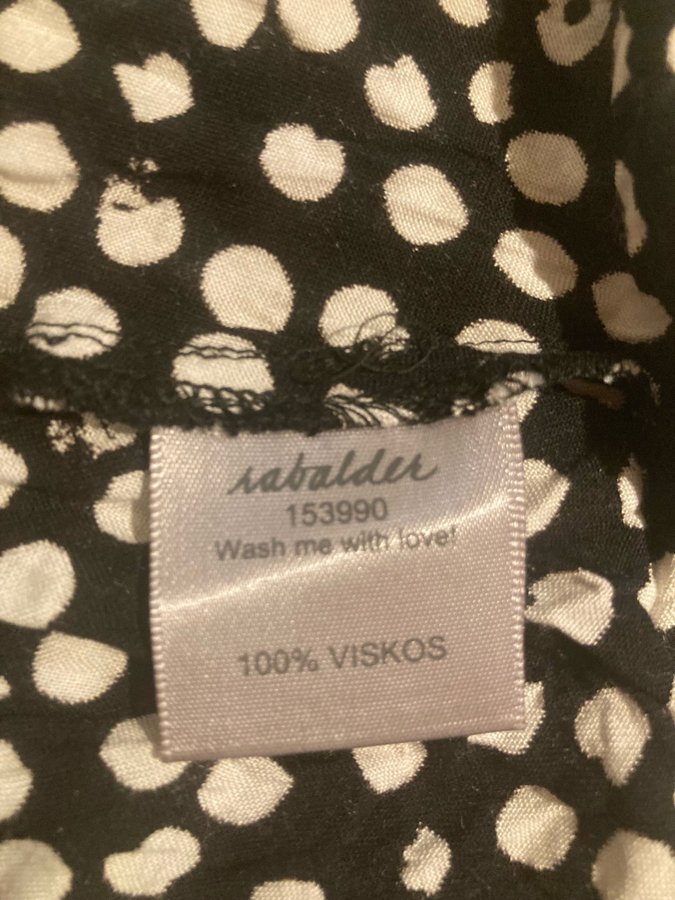 rabalder
153990
Wash me with love!
100% VISKOS